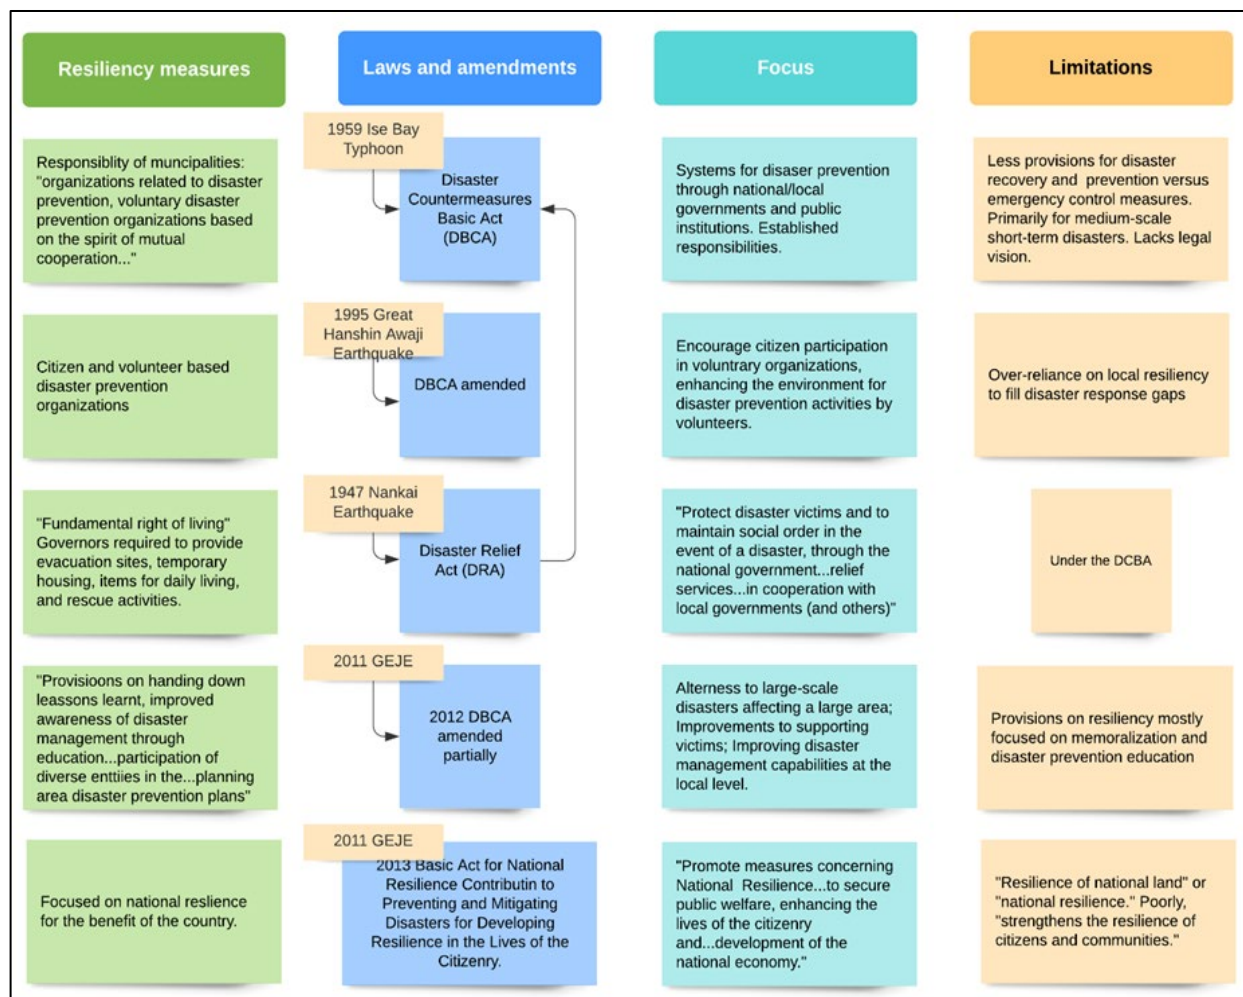 Resiliency measures
Laws and amendments
Focus
Limitations
Responsiblity of muncipalities:
"organizations related to disaster
prevention, voluntary disaster
prevention organizations based
on the spirit of mutual
cooperation..."
1959 Ise Bay
Typhoon
Disaster
Countermeasures
Basic Act
(DBCA)
Systems for disaser prevention
through national/local
governments and public
institutions. Established
responsibilities.
Less provisions for disaster
recovery and prevention versus
emergency control measures.
Primarily for medium-scale
short-term disasters. Lacks legal
vision.
Citizen and volunteer based
disaster prevention
organizations
1995 Great
Hanshin Awaji
Earthquake
DBCA amended
Encourage citizen participation
in voluntrary organizations,
enhancing the environment for
disaster prevention activities by
volunteers.
Over-reliance on local resiliency
to fill disaster response gaps
"Fundamental right of living"
Governors required to provide
evacuation sites, temporary
housing, items for daily living,
and rescue activities.
1947 Nankai
Earthquake
Disaster Relief
Act (DRA)
"Protect disaster victims and to
maintain social order in the
event of a disaster, through the
national government...relief
services...in cooperation with
local governments (and others)"
Under the DCBA
"Provisioons on handing down
leassons learnt, improved
awareness of disaster
management through
education...participation of
diverse entiies in the...planning
area disaster prevention plans"
2011 GEJE
2012 DBCA
amended
partially
Alterness to large-scale
disasters affecting a large area;
Improvements to supporting
victims; Improving disaster
management capabilities at the
local level.
Provisions on resiliency mostly
focused on memoralization and
disaster prevention education
Focused on national reslience
for the benefit of the country.
2011 GEJE
2013 Basic Act for National
Resilience Contributin to
Preventing and Mitigating
Disasters for Developing
Resilience in the Lives of the
Citizenry.
"Promote measures concerning
National Resilience...to secure
public welfare, enhancing the
lives of the citizenry
and...development of the
national economy."
"Resilience of national land" or
"national resilience." Poorly,
"strengthens the resilience of
citizens and communities."